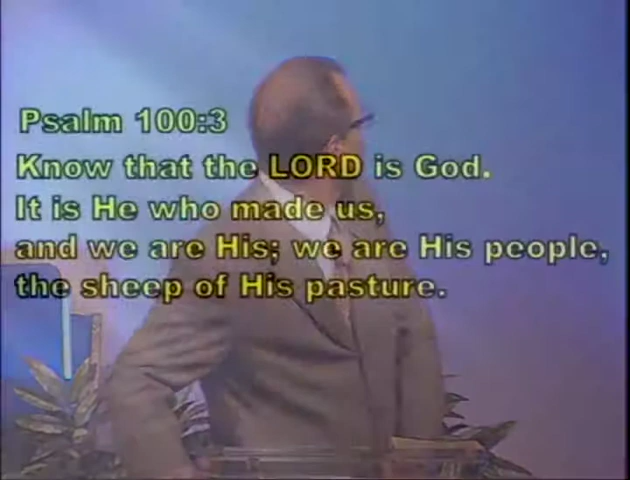 Psalm 100:3
Know that the LORD is God.
It is He who made us,
and we are His; we are His people,
the sheep of His pasture.